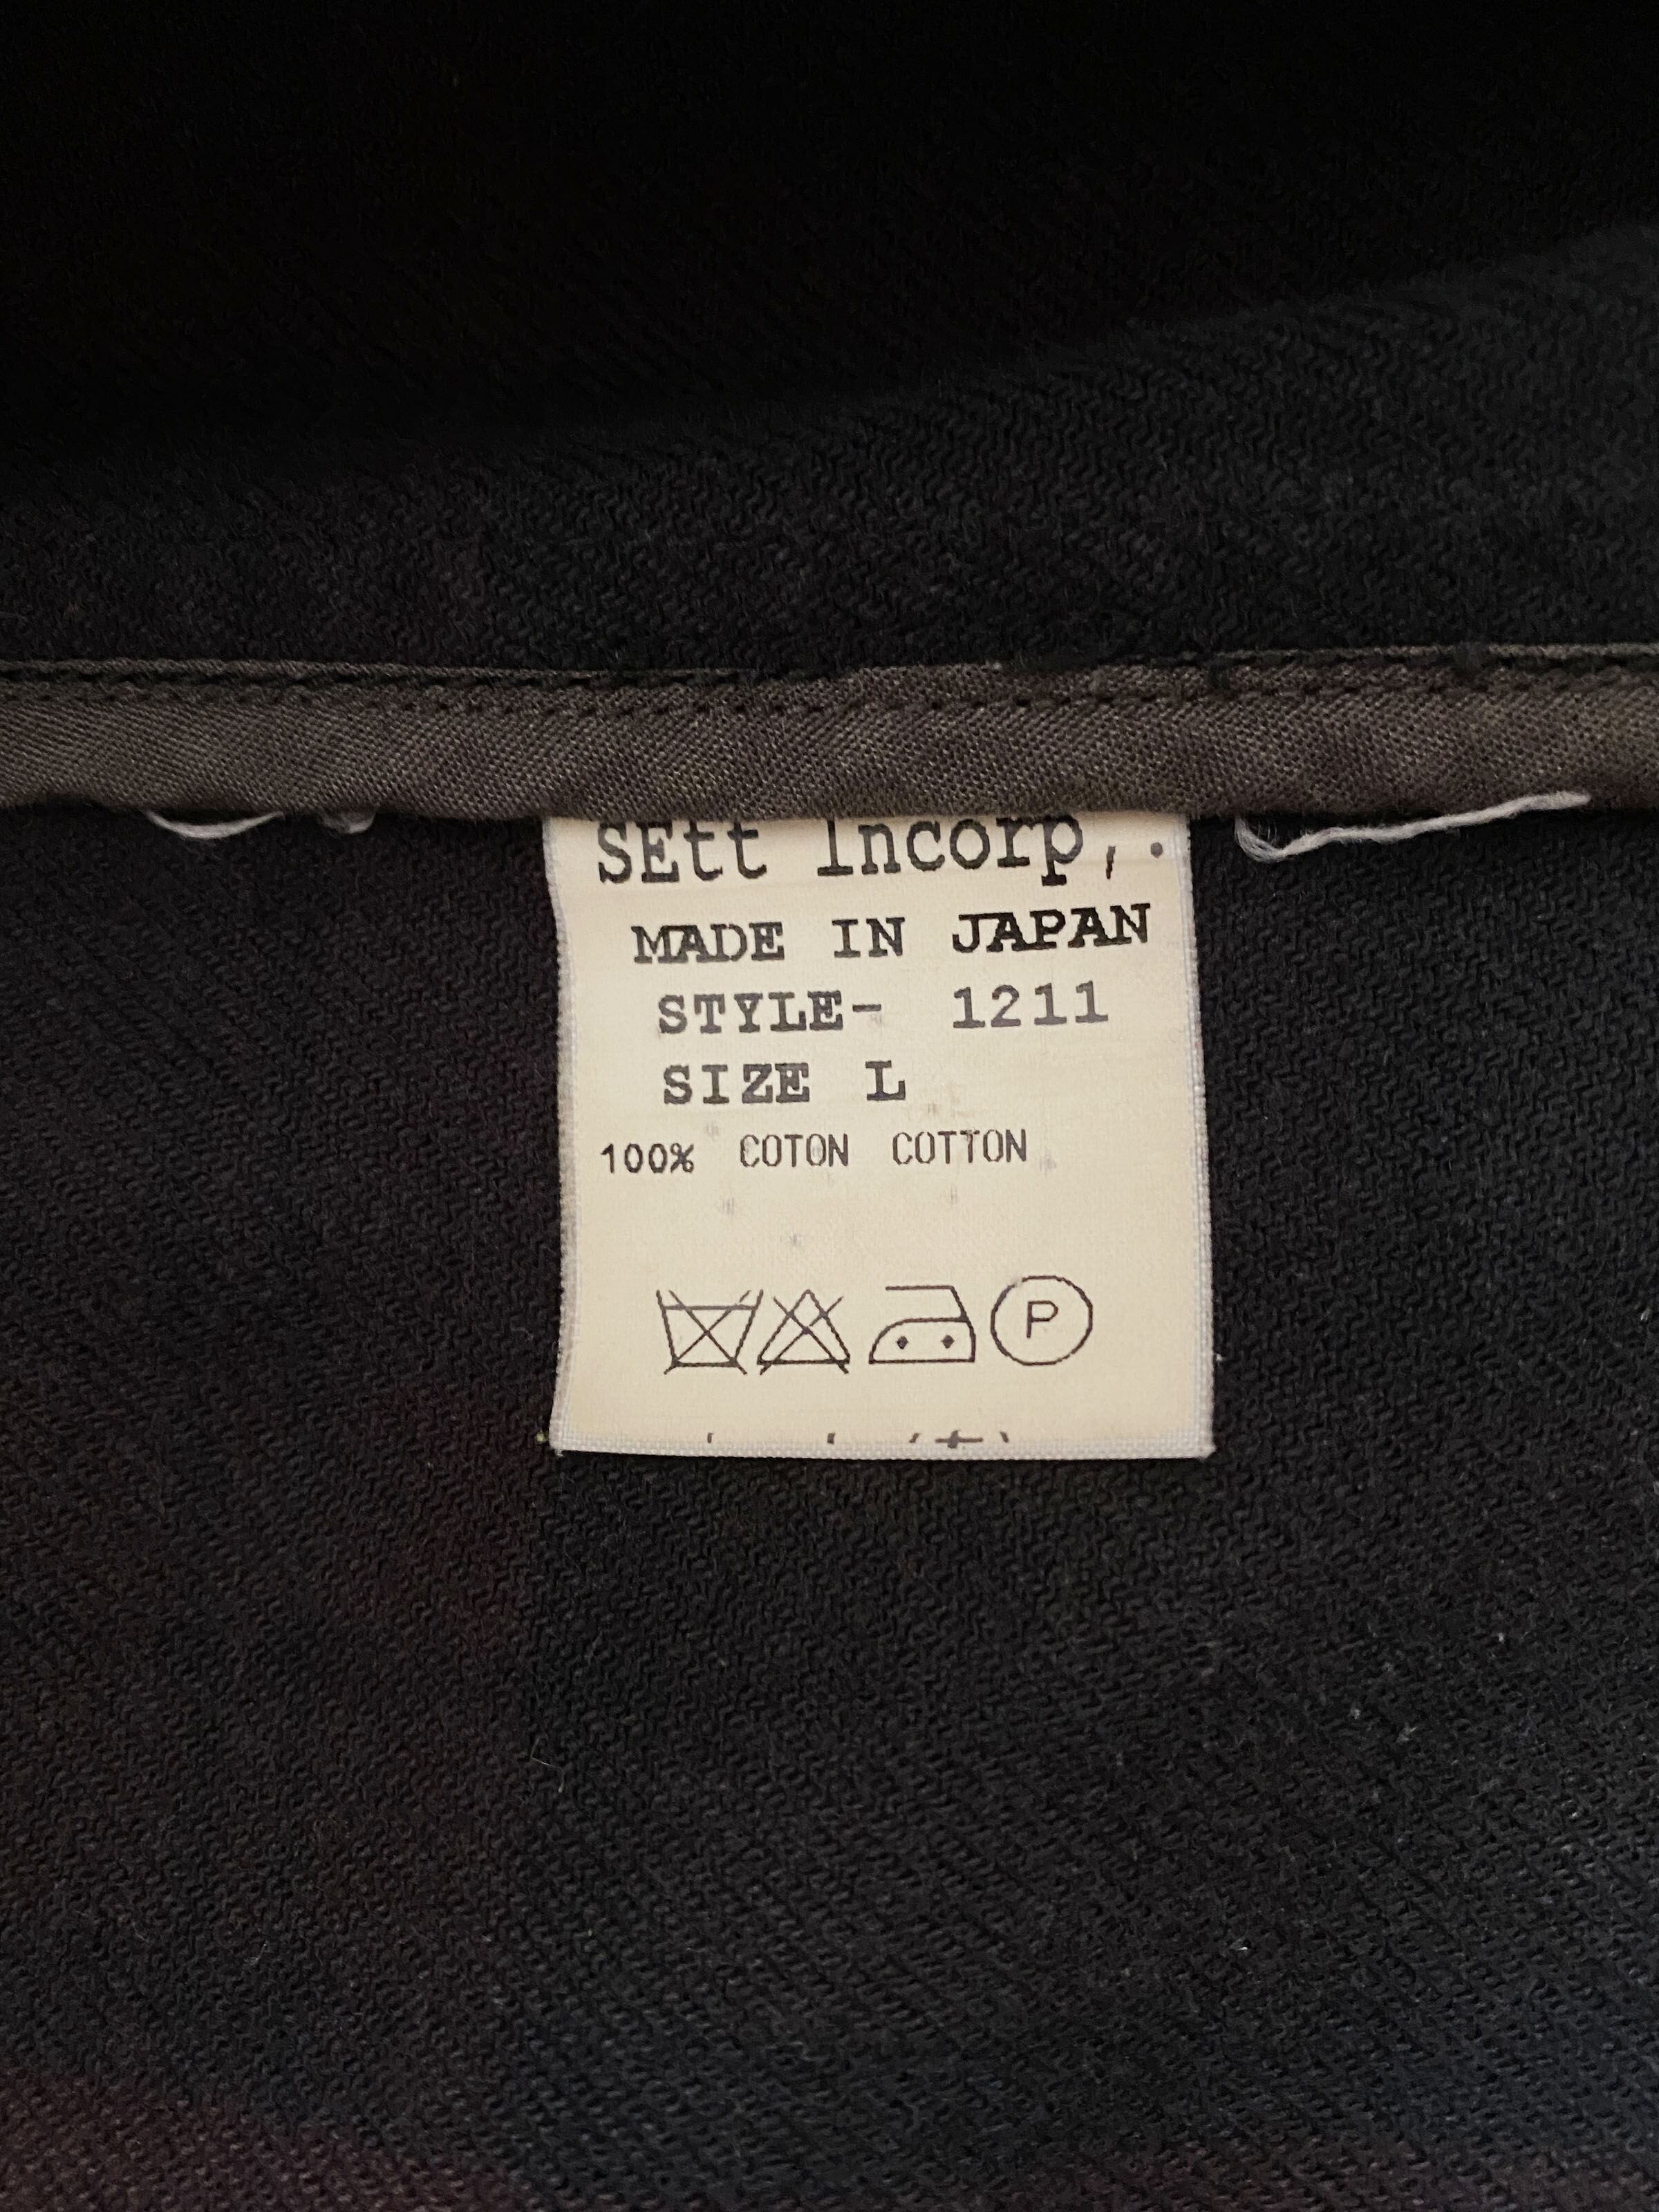 SEtt Incorp,.
MADE IN JAPAN
STYLE- 1211
SIZE L
100% COTON COTTON
P